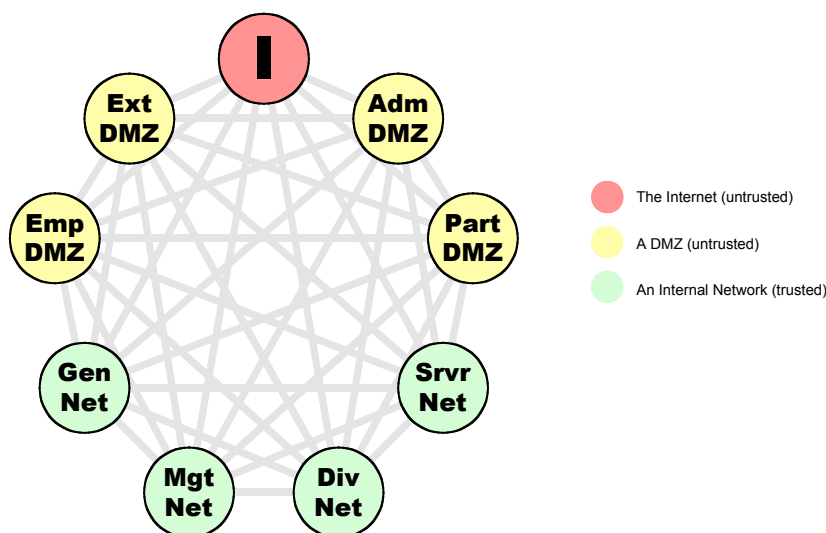 I
Ext
DMZ
Adm
DMZ
Emp
DMZ
Part
DMZ
Gen
Net
Srvr
Net
Mgt
Net
Div
Net
The Internet (untrusted)
A DMZ (untrusted)
An Internal Network (trusted)